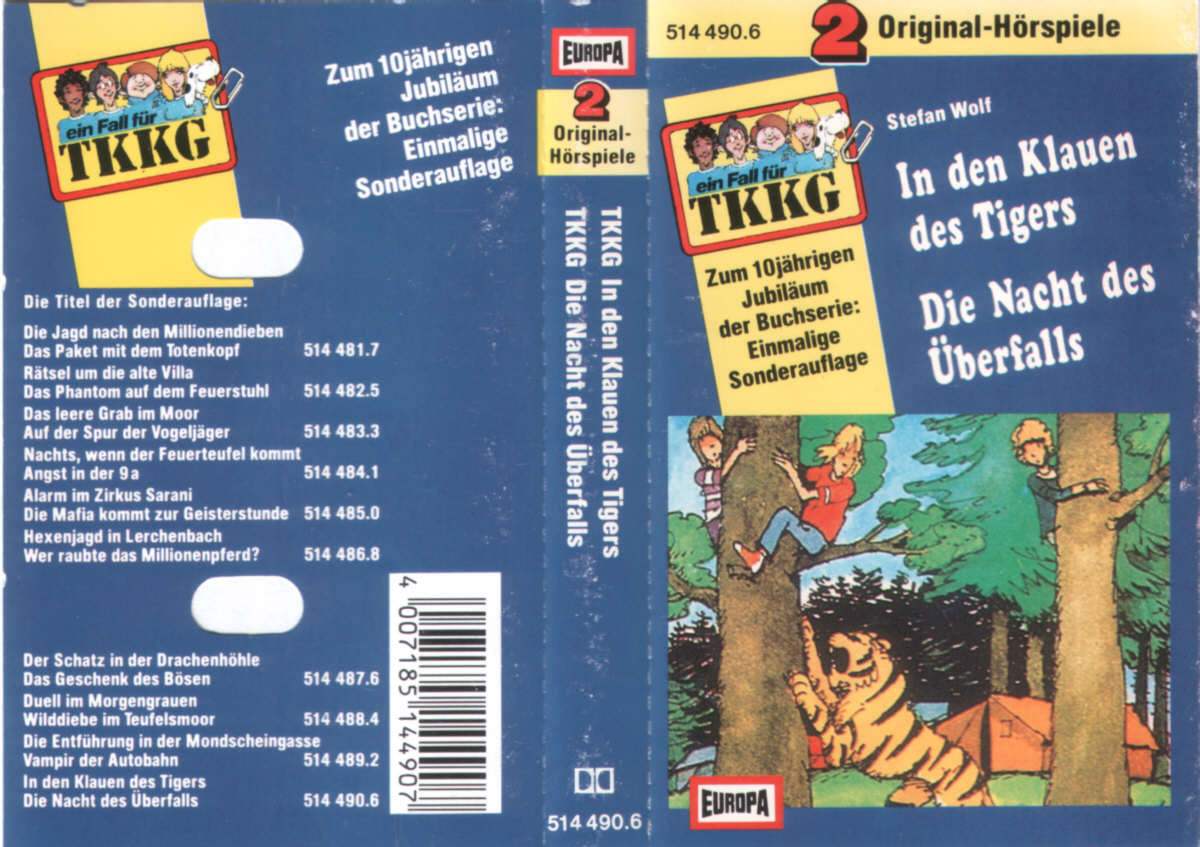 ein Fall für
TKKG
Zum 10jährigen
Jubiläum
der Buchserie:
Einmalige
Sonderauflage
Die Titel der Sonderauflage:
Die Jagd nach den Millionendieben
Das Paket mit dem Totenkopf 514 481.7
Rätsel um die alte Villa
Das Phantom auf dem Feuerstuhl 514 482.5
Das leere Grab im Moor
Auf der Spur der Vogeljäger 514 483.3
Nachts, wenn der Feuerteufel kommt
Angst in der 9a 514 484.1
Alarm im Zirkus Sarani
Die Mafia kommt zur Geisterstunde 514 485.0
Hexenjagd in Lerchenbach
Wer raubte das Millionenpferd? 514 486.8
Der Schatz in der Drachenhöhle
Das Geschenk des Bösen 514 487.6
Duell im Morgengrauen
Wilddiebe im Teufelsmoor 514 488.4
Die Entführung in der Mondscheingasse
Vampir der Autobahn 514 489.2
In den Klauen des Tigers
Die Nacht des Überfalls 514 490.6
4 007185 144907
EUROPA
2
Original-
Hörspiele
TKKG In den Klauen des Tigers
TKKG Die Nacht des Überfalls
514 490.6
514 490.6 2 Original-Hörspiele
ein Fall für
TKKG
Stefan Wolf
In den Klauen
des Tigers
Die Nacht des
Überfalls
Zum 10jährigen
Jubiläum
der Buchserie:
Einmalige
Sonderauflage
EUROPA